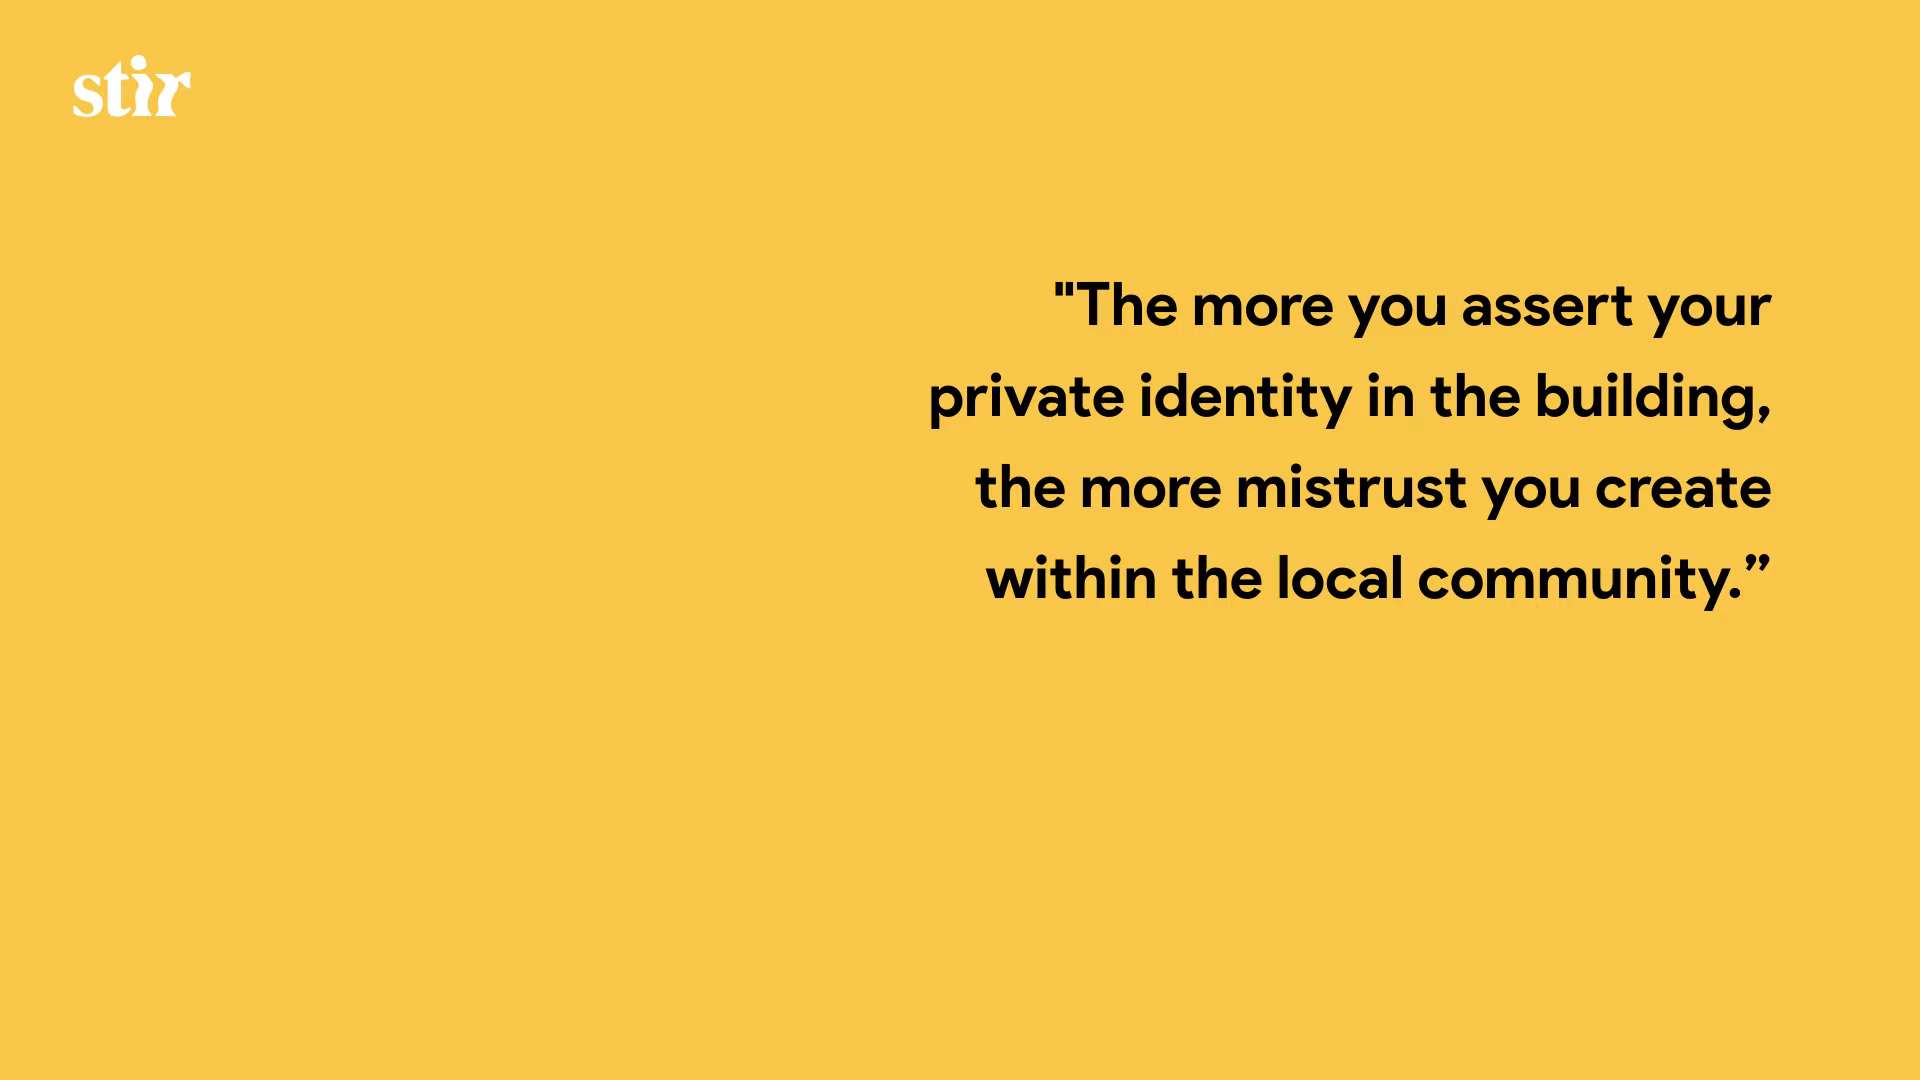 stir
"The more you assert your
private identity in the building,
the more mistrust you create
within the local community.”